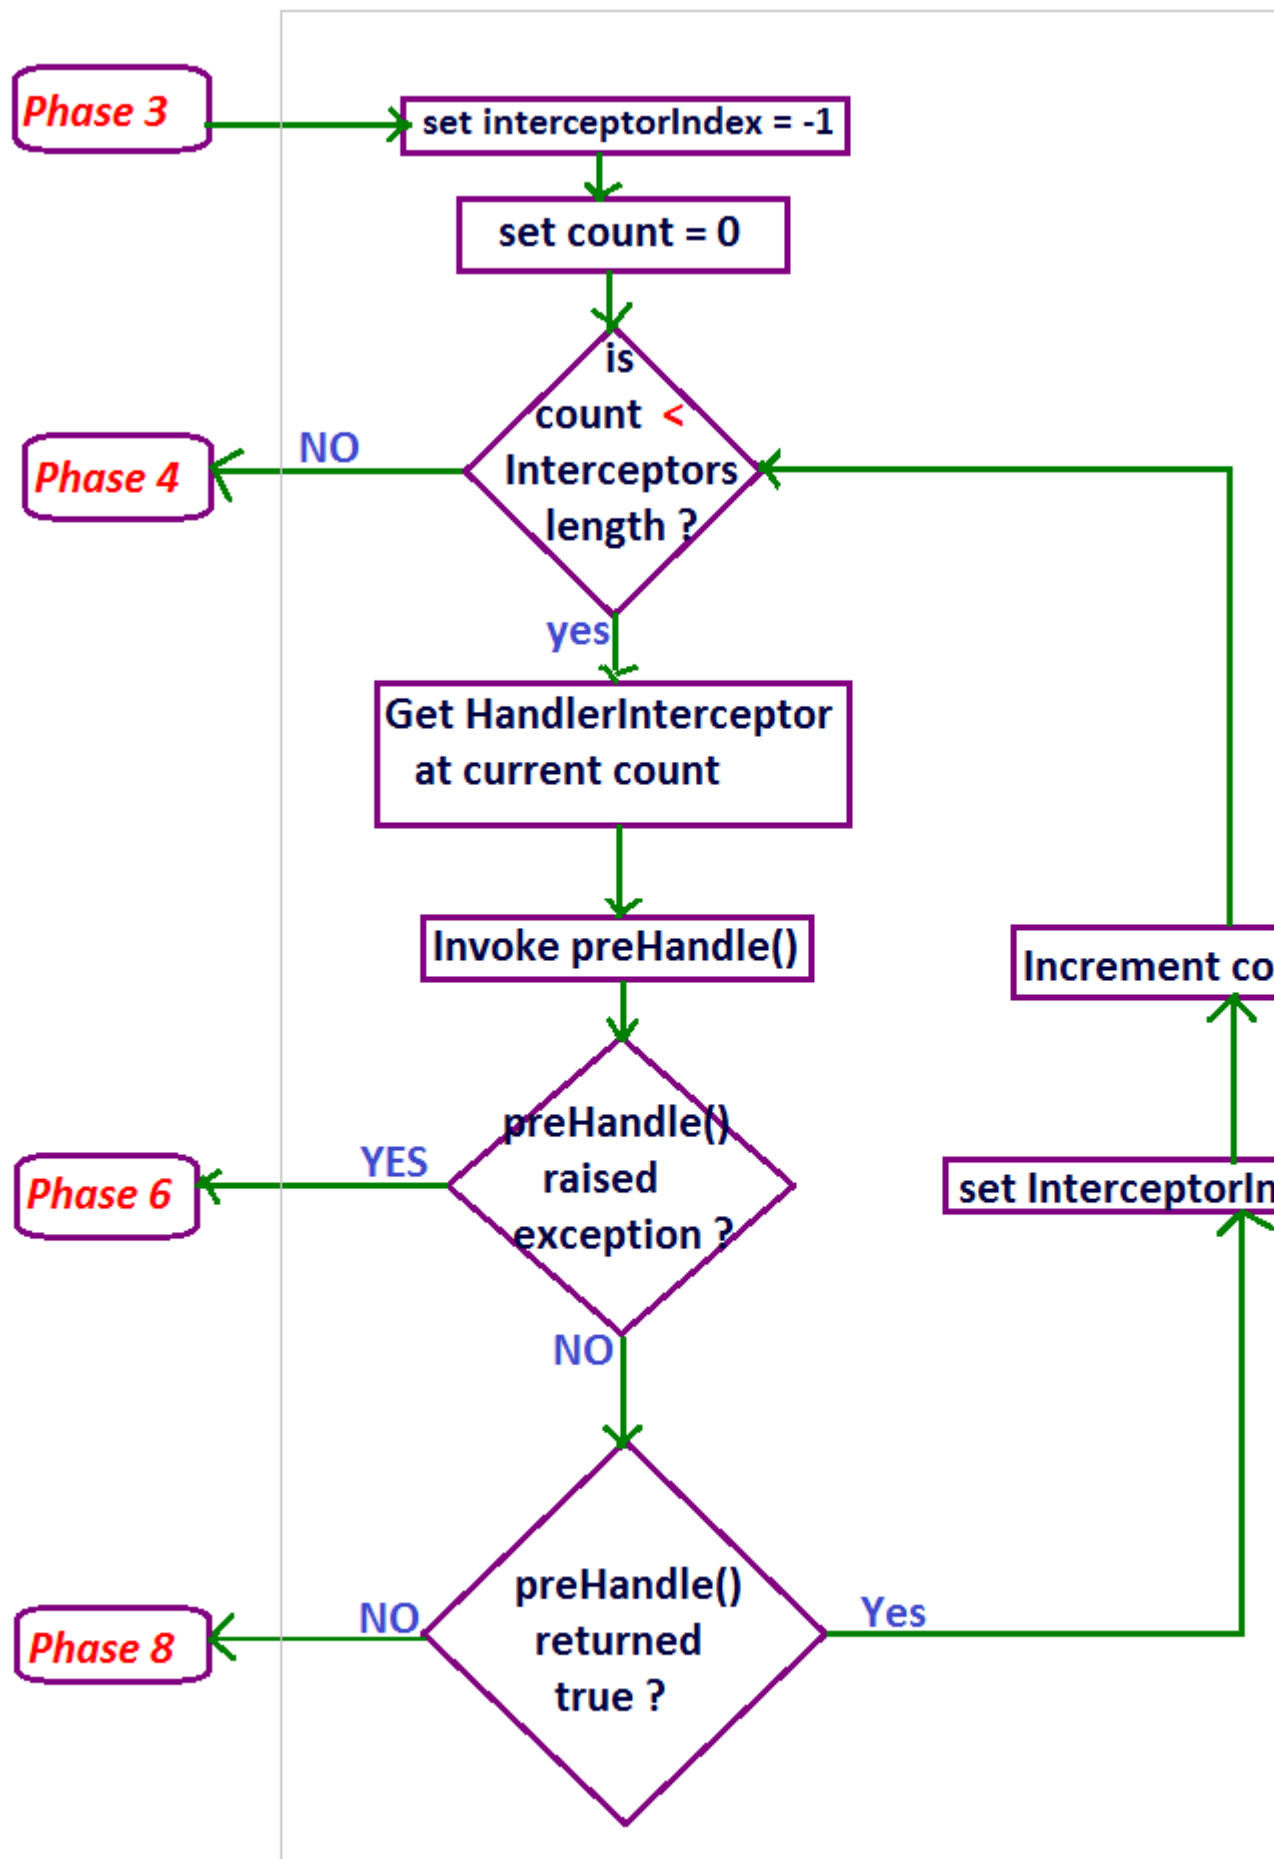 Phase 3
set interceptorIndex = -1
set count = 0
is
count <
Interceptors
length ?
NO
Phase 4
yes
Get HandlerInterceptor
at current count
Invoke preHandle()
Increment
preHandle()
raised
exception ?
YES
Phase 6
set
NO
preHandle()
returned
true ?
NO
Phase 8
Yes